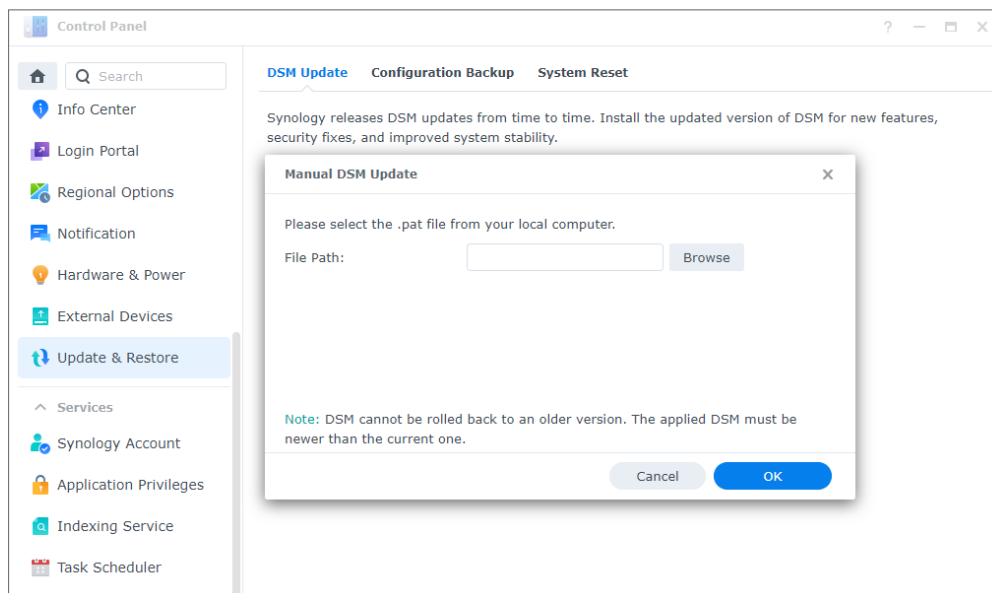 Control Panel
Search
Info Center
Login Portal
Regional Options
Notification
Hardware & Power
External Devices
Update & Restore
Services
Synology Account
Application Privileges
Indexing Service
Task Scheduler
DSM Update Configuration Backup System Reset
Synology releases DSM updates from time to time. Install the updated version of DSM for new features,
security fixes, and improved system stability.
Manual DSM Update
Please select the .pat file from your local computer.
File Path: Browse
Note: DSM cannot be rolled back to an older version. The applied DSM must be
newer than the current one.
Cancel OK